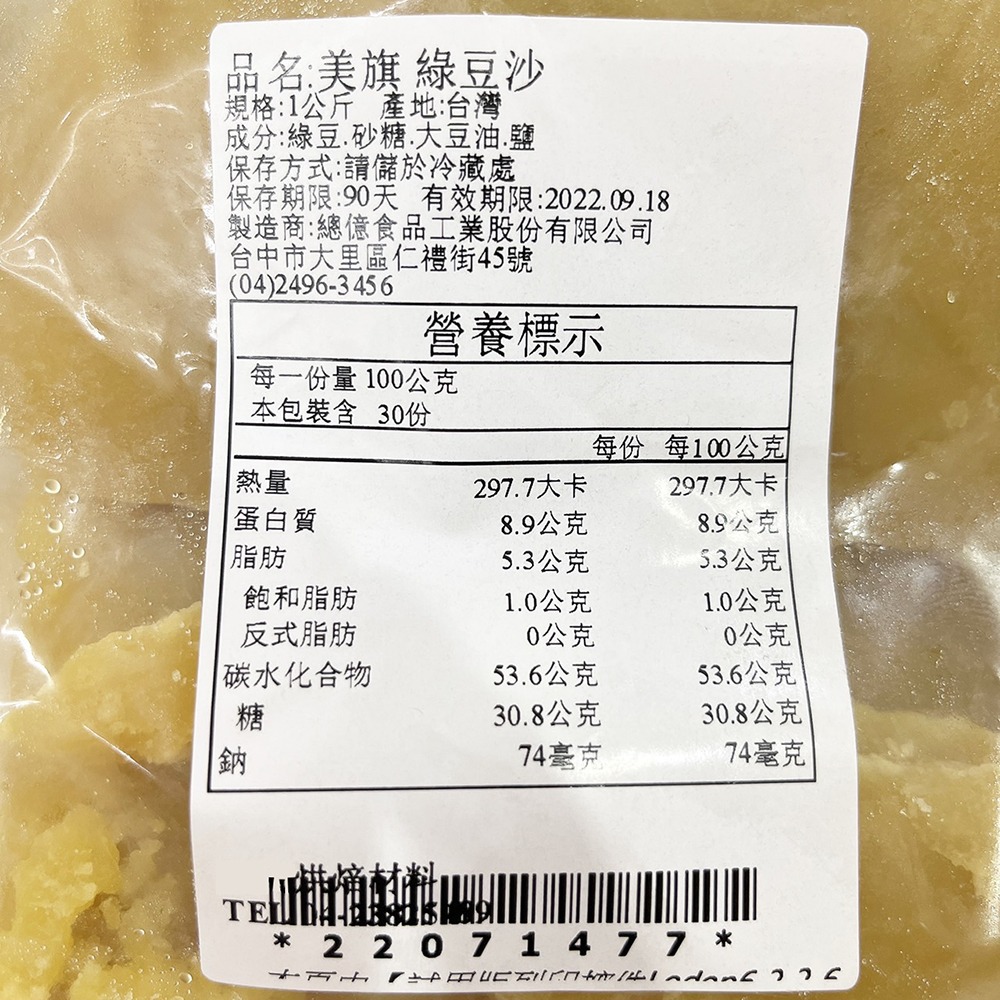 品名:美旗 綠豆沙
規格:1公斤 產地:台灣
成分:綠豆.砂糖.大豆油.鹽
保存方式:請儲於冷藏處
保存期限:90天 有效期限:2022.09.18
製造商:總億食品工業股份有限公司
台中市大里區仁禮街45號
(04)2496-3456
營養標示
每一份量 100公克
本包裝含 30份
每份 每100公克
熱量 297.7大卡 297.7大卡
蛋白質 8.9公克 8.9公克
脂肪 5.3公克 5.3公克
飽和脂肪 1.0公克 1.0公克
反式脂肪 0公克 0公克
碳水化合物 53.6公克 53.6公克
糖 30.8公克 30.8公克
鈉 74毫克 74毫克
烘焙材料
TEL
*22071477*